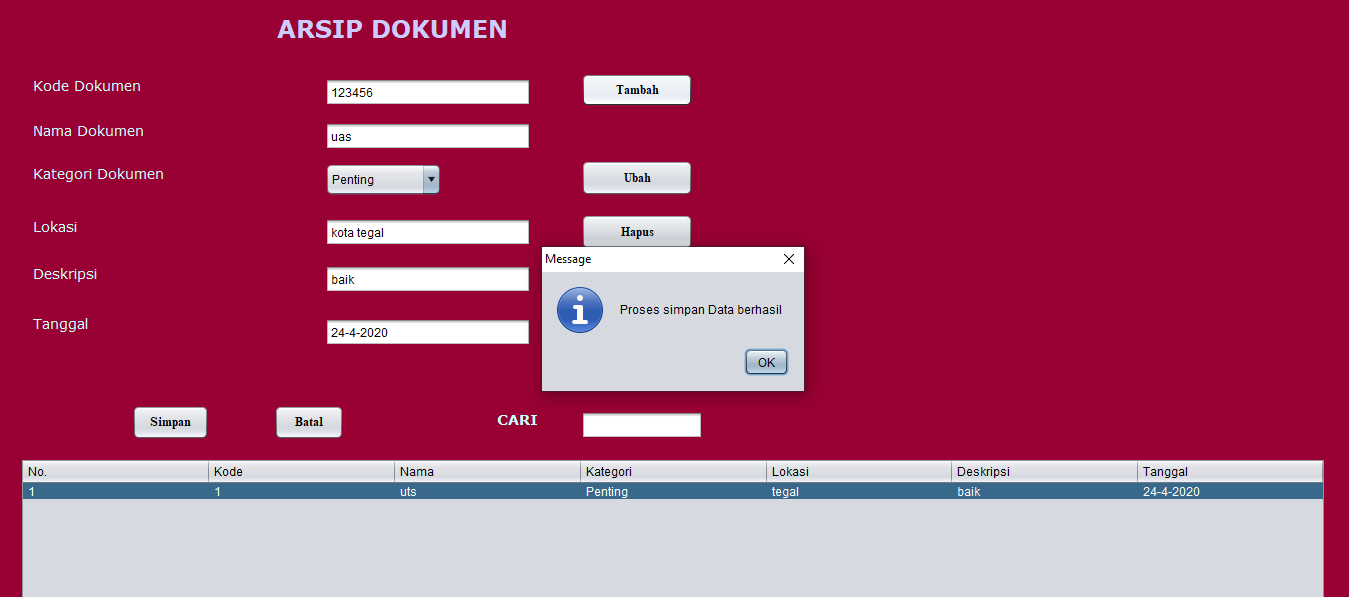 ARSIP DOKUMEN
Kode Dokumen 123456 Tambah
Nama Dokumen uas
Kategori Dokumen Penting Ubah
Lokasi kota tegal Hapus
Message
Deskripsi baik
Proses simpan Data berhasil
Tanggal 24-4-2020
OK
Simpan Batal CARI
No. Kode Nama Kategori Lokasi Deskripsi Tanggal
1 1 uts Penting tegal baik 24-4-2020